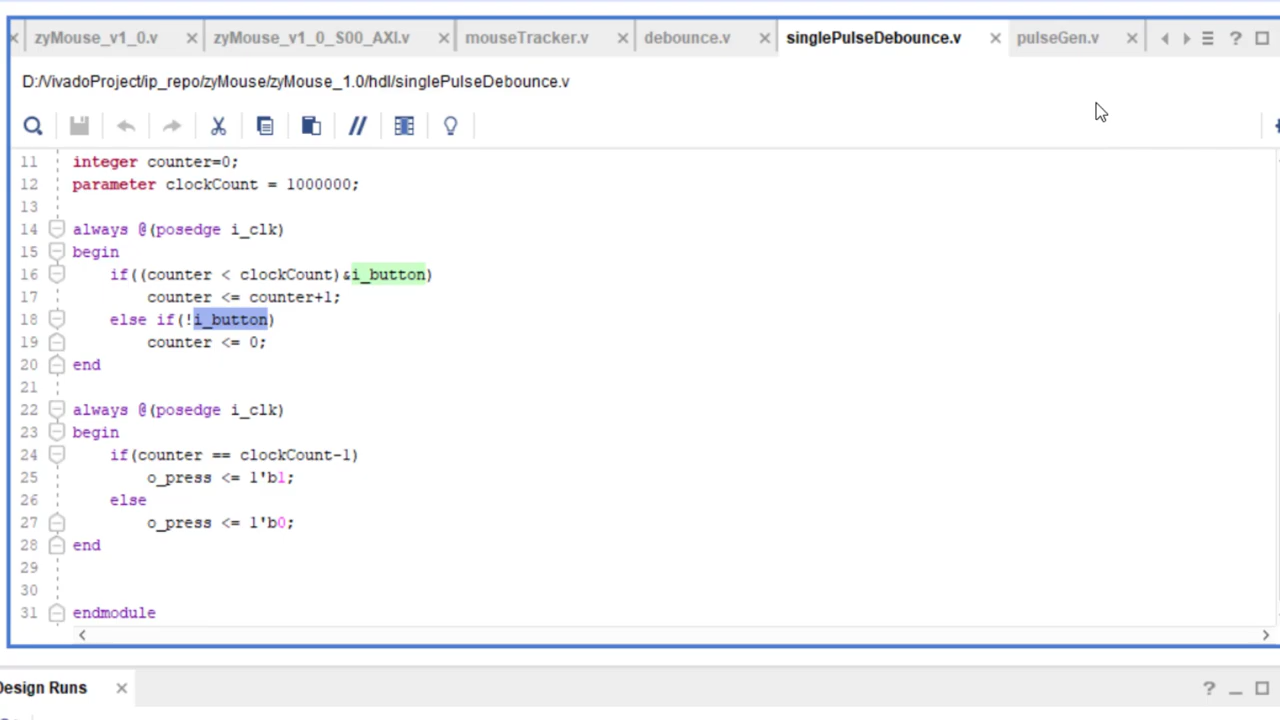 zyMouse_v1_0.v zyMouse_v1_0_S00_AXI.v mouseTracker.v debounce.v singlePulseDebounce.v pulseGen.v
D:/VivadoProject/ip_repo/zyMouse/zyMouse_1.0/hdl/singlePulseDebounce.v
11 integer counter=0;
12 parameter clockCount = 1000000;
13
14 always @(posedge i_clk)
15 begin
16 if((counter < clockCount)&i_button)
17 counter <= counter+1;
18 else if(!i_button)
19 counter <= 0;
20 end
21
22 always @(posedge i_clk)
23 begin
24 if(counter == clockCount-1)
25 o_press <= 1'b1;
26 else
27 o_press <= 1'b0;
28 end
29
30
31 endmodule
Design Runs